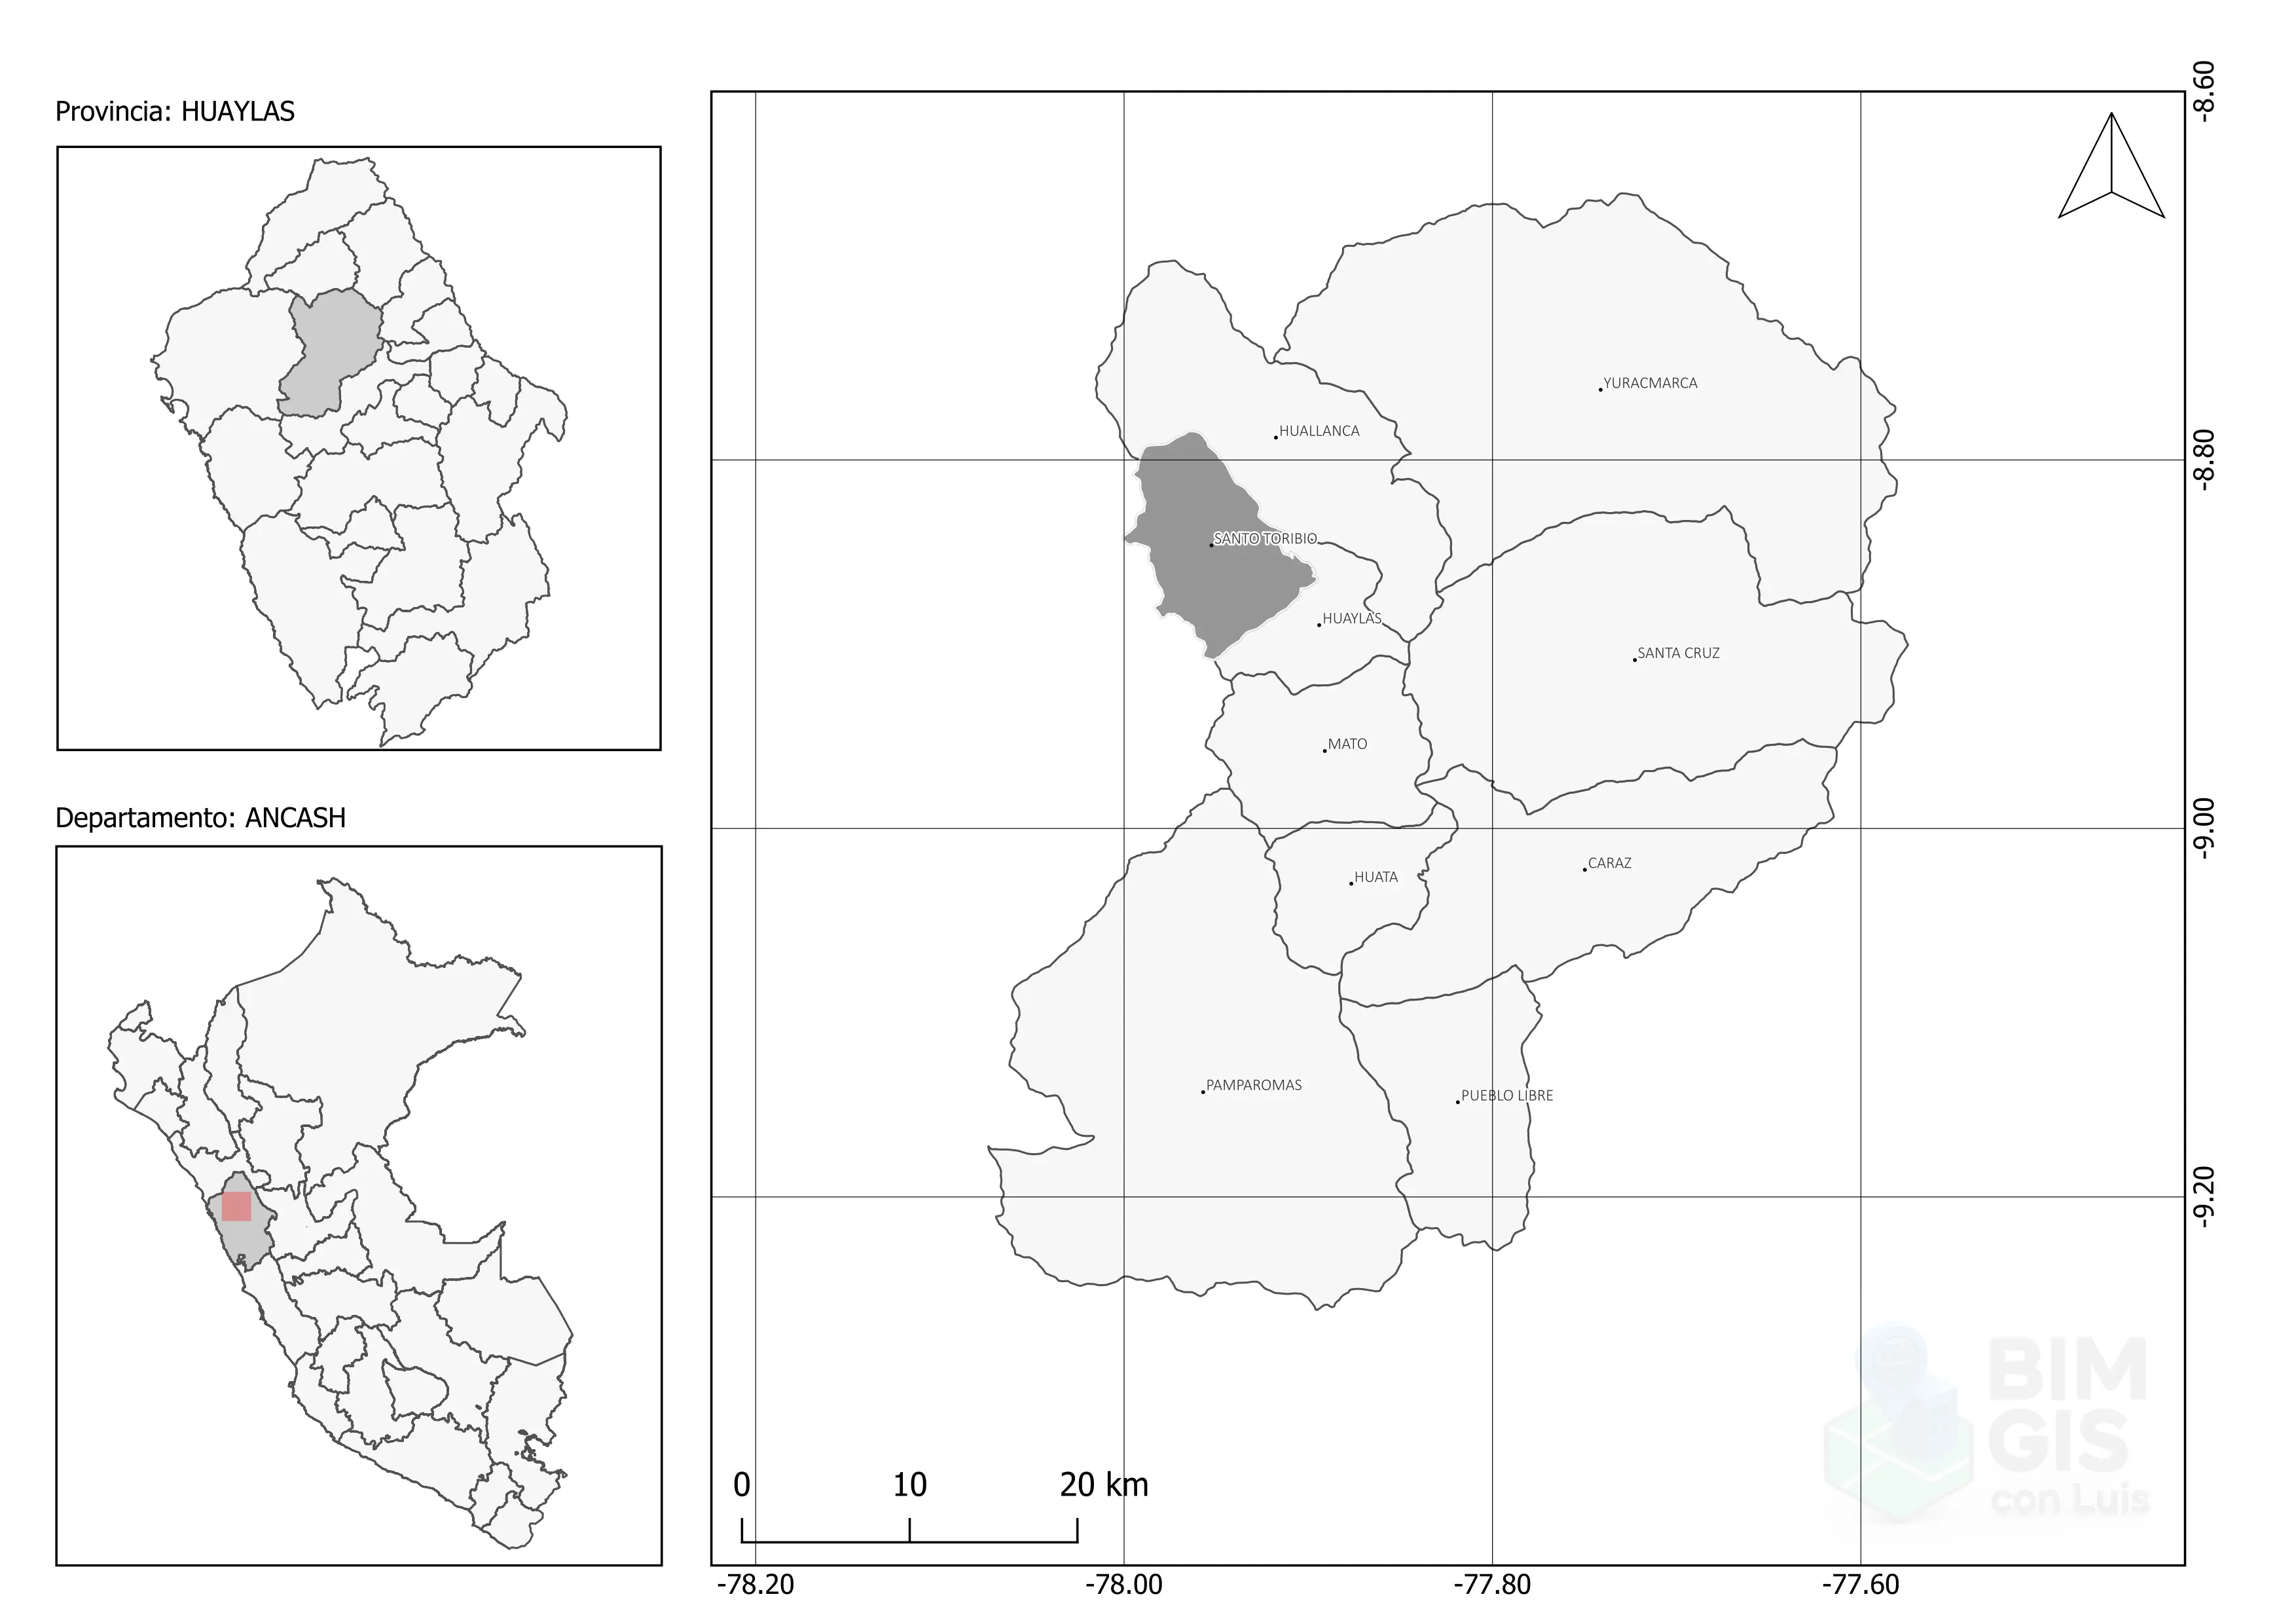 Provincia: HUAYLAS
Departamento: ANCASH
YURACMARCA
HUALLANCA
SANTO TORIBIO
HUAYLAS
SANTA CRUZ
MATO
CARAZ
HUATA
PAMPAROMAS
PUEBLO LIBRE
-8.60
-8.80
-9.00
-9.20
BIM
GIS
con Luis
0 10 20 km
-78.20 -78.00 -77.80 -77.60